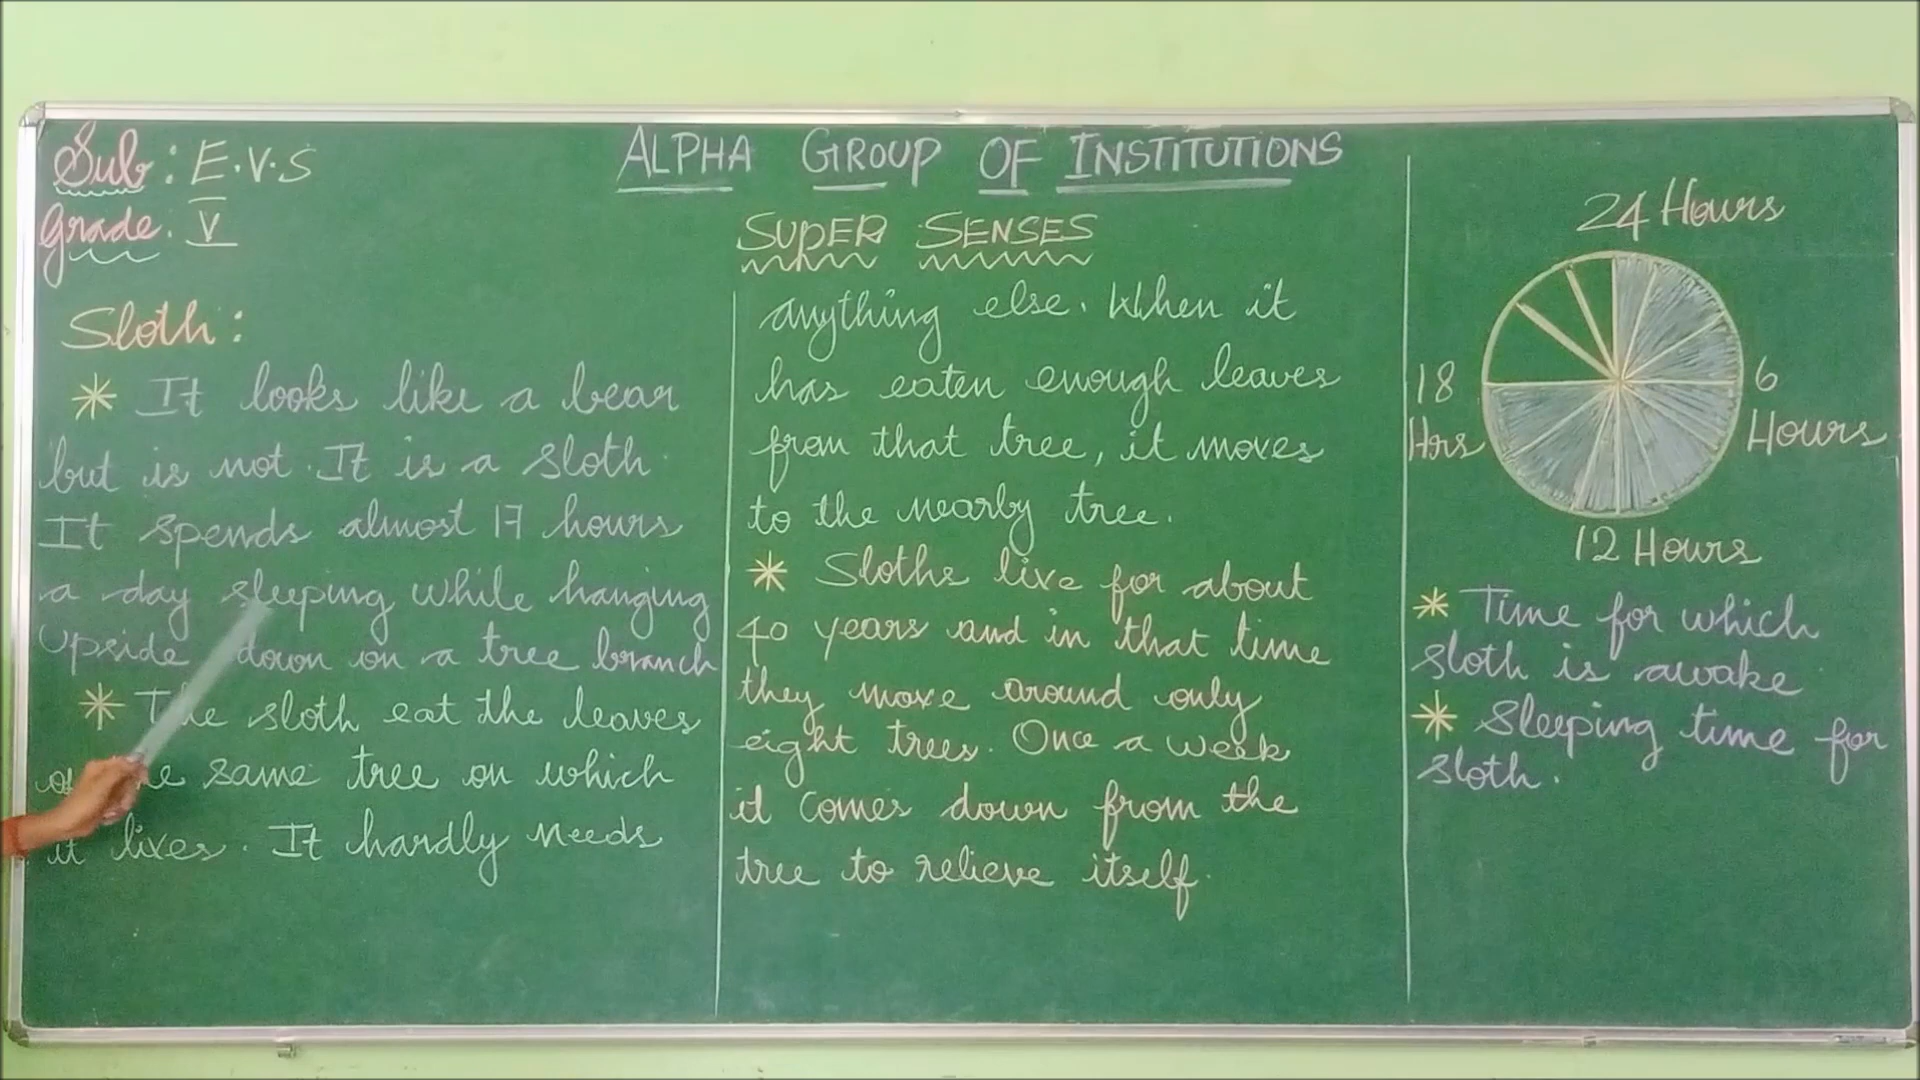 Sub: E.V.S
Grade: V
ALPHA GROUP OF INSTITUTIONS
SUPER SENSES
Sloth:
* It looks like a bear
but is not. It is a sloth
It spends almost 17 hours
a day sleeping while hanging
upside down on a tree branch
* The sloth eat the leaves
same tree on which
it lives. It hardly needs
anything else. When it
has eaten enough leaves
from that tree, it moves
to the nearby tree.
* Sloths live for about
40 years and in that time
they move around only
eight trees. Once a week
it comes down from the
tree to relieve itself.
24 Hours
18
Hrs
6
Hours
12 Hours
* Time for which
sloth is awake
* Sleeping time for
sloth.